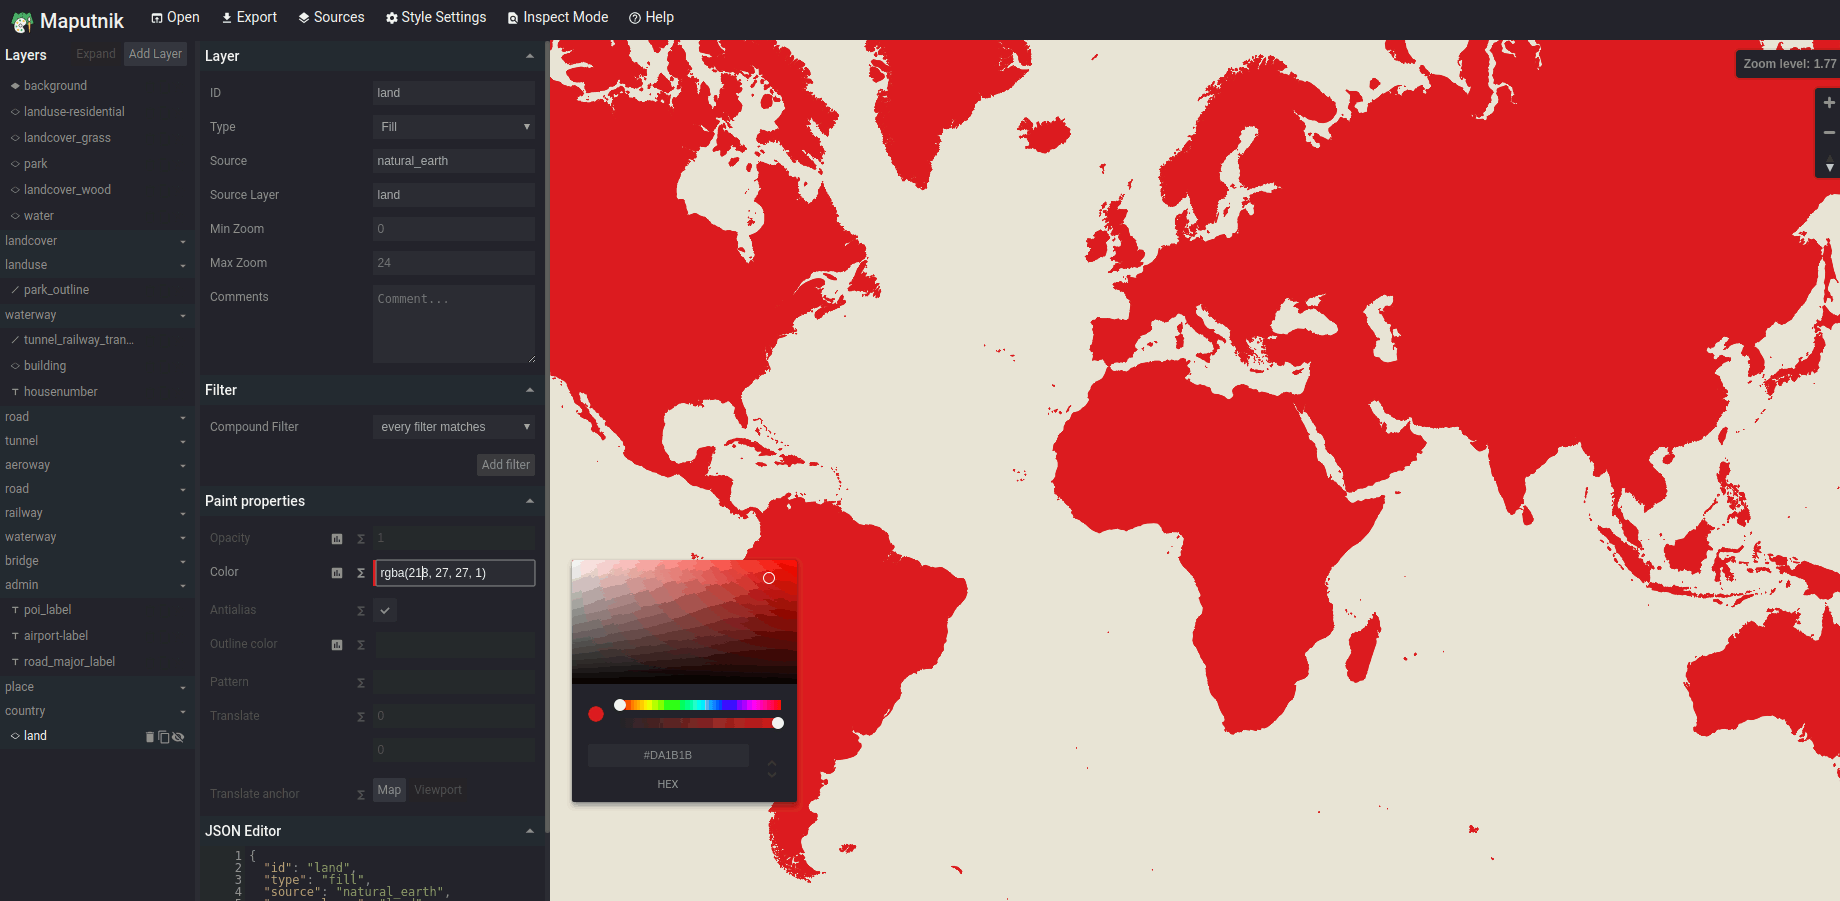 Maputnik
Open
Export
Sources
Style Settings
Inspect Mode
Help
Layers
Expand
Add Layer
background
landuse-residential
landcover_grass
park
landcover_wood
water
landcover
landuse
park_outline
waterway
tunnel_railway_tran...
building
housenumber
road
tunnel
aeroway
road
railway
waterway
bridge
admin
poi_label
airport-label
road_major_label
place
country
land
Layer
ID
land
Type
Fill
Source
natural_earth
Source Layer
land
Min Zoom
0
Max Zoom
24
Comments
Comment...
Filter
Compound Filter
every filter matches
Add filter
Paint properties
Opacity
1
Color
rgba(218, 27, 27, 1)
Antialias
Outline color
Pattern
Translate
0
0
Translate anchor
Map
Viewport
JSON Editor
1 {
2 "id": "land",
3 "type": "fill",
4 "source": "natural_earth",
#DA1B1B
HEX
Zoom level: 1.77